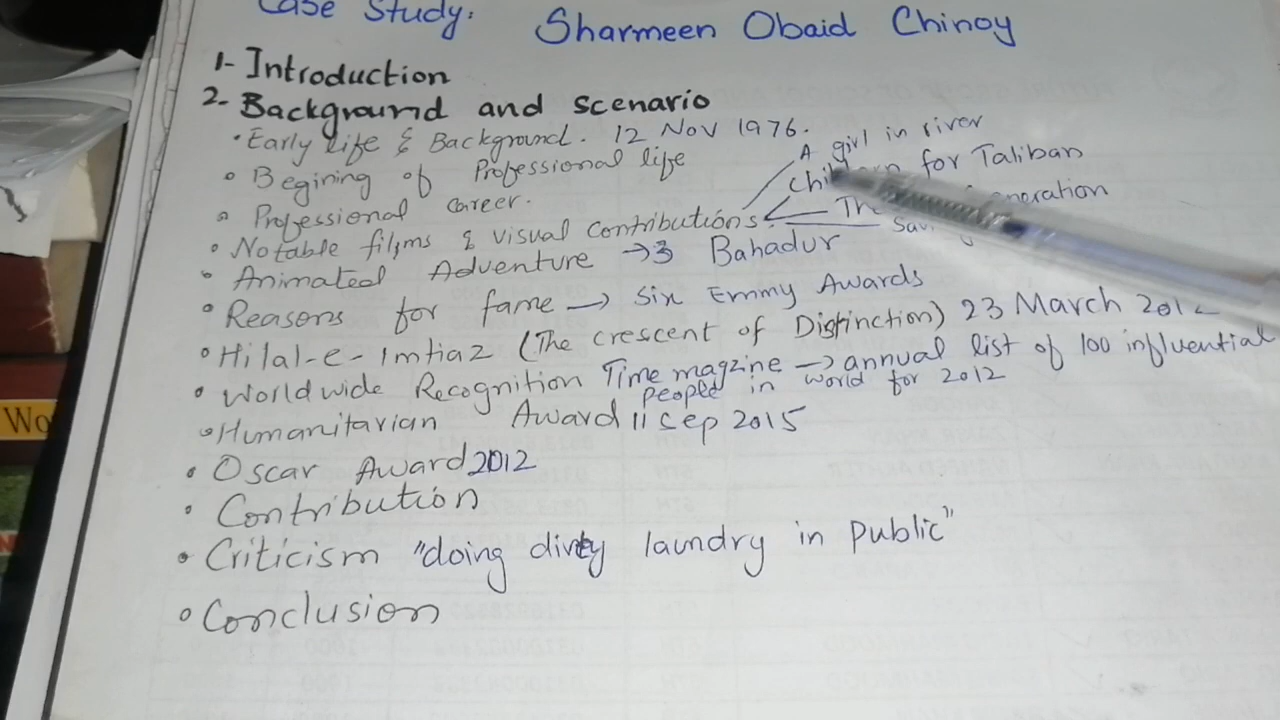 Case Study: Sharmeen Obaid Chinoy
1- Introduction
2- Background and scenario
• Early life & Background. 12 Nov 1976.
• Begining of Professional life
• Professional career.
• Notable films & visual contributions
A girl in river
for Taliban
• Animated Adventure → 3 Bahadur
• Reasons for fame → Six Emmy Awards
• Hilal-e-Imtiaz (The crescent of Distinction) 23 March
• Worldwide Recognition Time magzine → annual list of 100 influential
people in world for 2012
• Humanitarian Award 11 Sep 2015
• Oscar Award 2012
• Contribution
• Criticism "doing dirty laundry in public"
• Conclusion
Wo